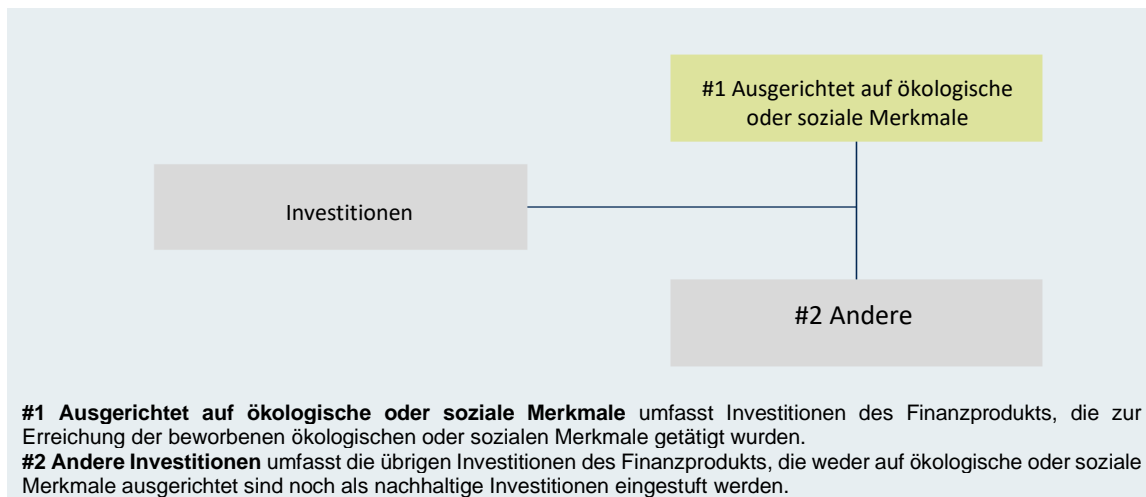 #1 Ausgerichtet auf ökologische
oder soziale Merkmale
Investitionen
#2 Andere
#1 Ausgerichtet auf ökologische oder soziale Merkmale umfasst Investitionen des Finanzprodukts, die zur
Erreichung der beworbenen ökologischen oder sozialen Merkmale getätigt wurden.
#2 Andere Investitionen umfasst die übrigen Investitionen des Finanzprodukts, die weder auf ökologische oder soziale
Merkmale ausgerichtet sind noch als nachhaltige Investitionen eingestuft werden.